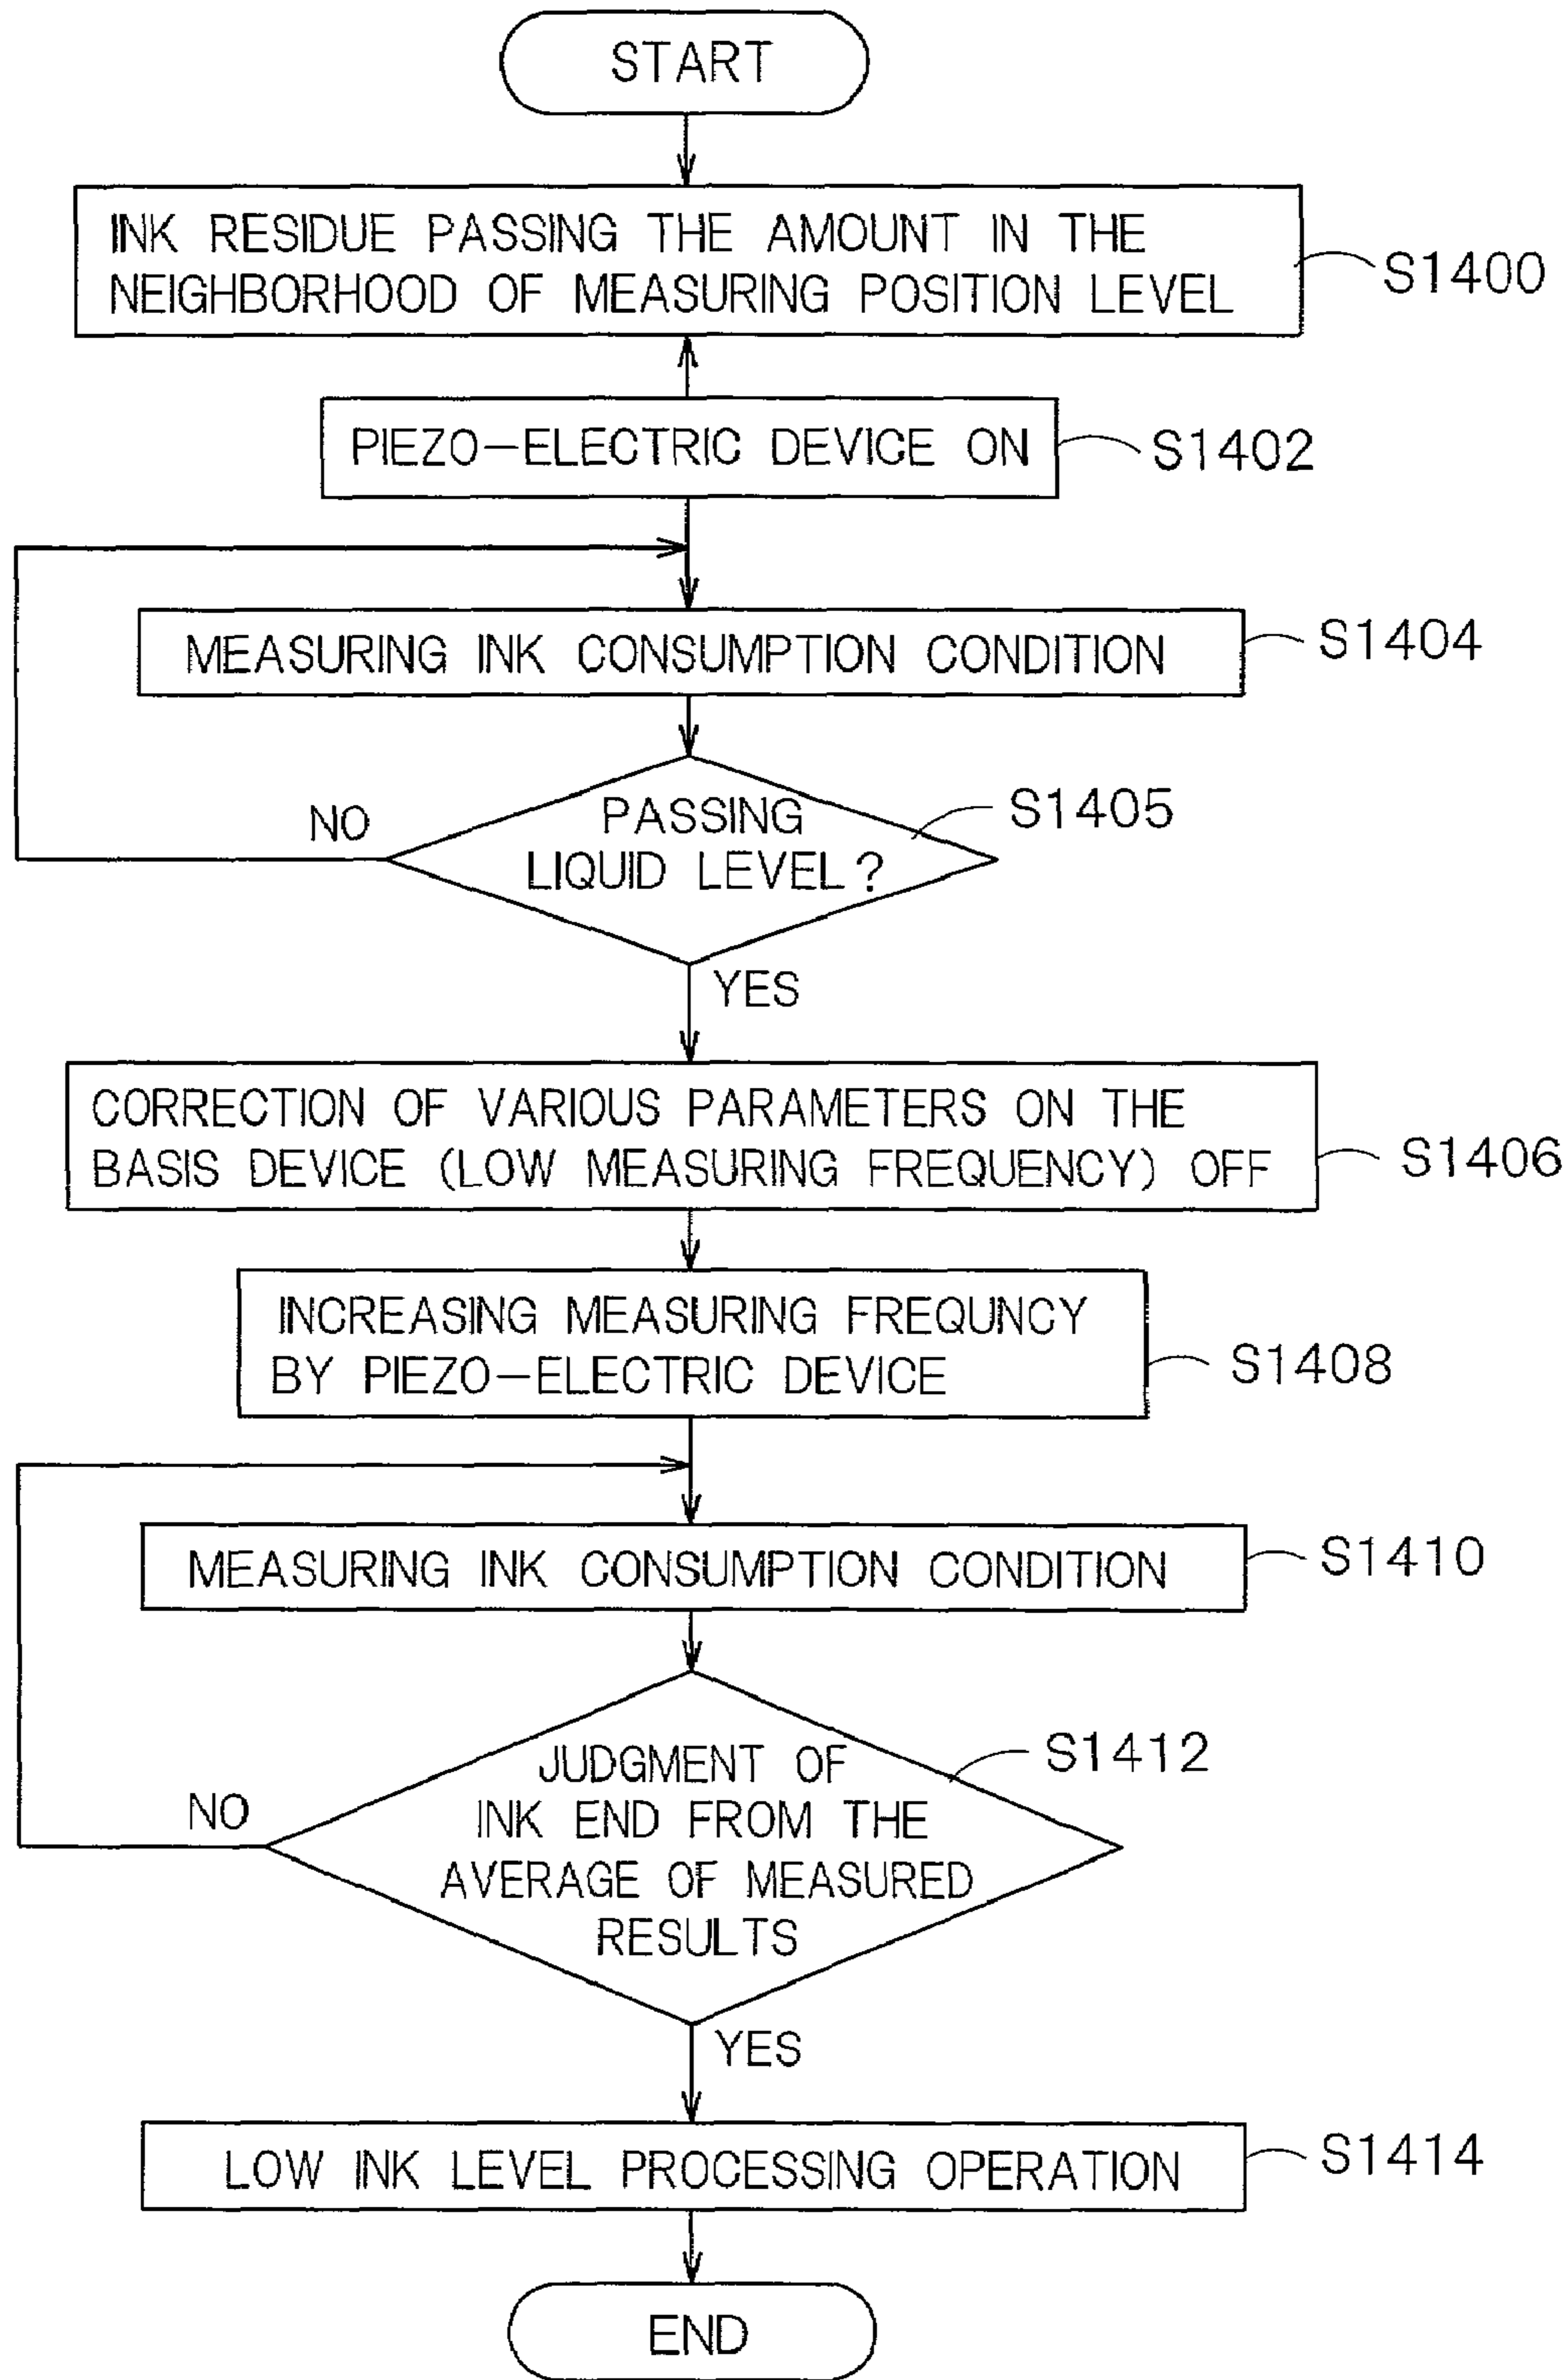 START
INK RESIDUE PASSING THE AMOUNT IN THE
NEIGHBORHOOD OF MEASURING POSITION LEVEL
S1400
PIEZO-ELECTRIC DEVICE ON
S1402
MEASURING INK CONSUMPTION CONDITION
S1404
PASSING
LIQUID LEVEL?
S1405
NO
YES
CORRECTION OF VARIOUS PARAMETERS ON THE
BASIS DEVICE (LOW MEASURING FREQUENCY) OFF
S1406
INCREASING MEASURING FREQUNCY
BY PIEZO-ELECTRIC DEVICE
S1408
MEASURING INK CONSUMPTION CONDITION
S1410
JUDGMENT OF
INK END FROM THE
AVERAGE OF MEASURED
RESULTS
S1412
NO
YES
LOW INK LEVEL PROCESSING OPERATION
S1414
END